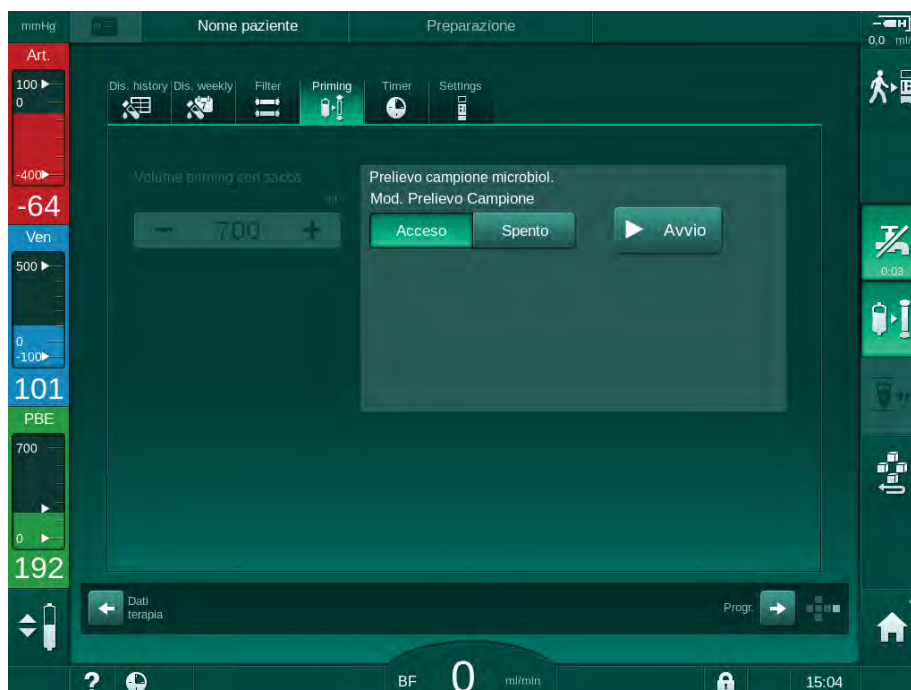 mmHg
Nome paziente
Preparazione
0,0 ml/
Art.
100
0
-400
-64
Ven
500
0
-100
101
PBE
700
0
192
Dis. history
Dis. weekly
Filter
Priming
Timer
Settings
Volume priming con sacca
ml
700
Prelievo campione microbiol.
Mod. Prelievo Campione
Acceso
Spento
Avvio
0:03
Dati
terapia
Progr.
?
BF 0 ml/min
15:04